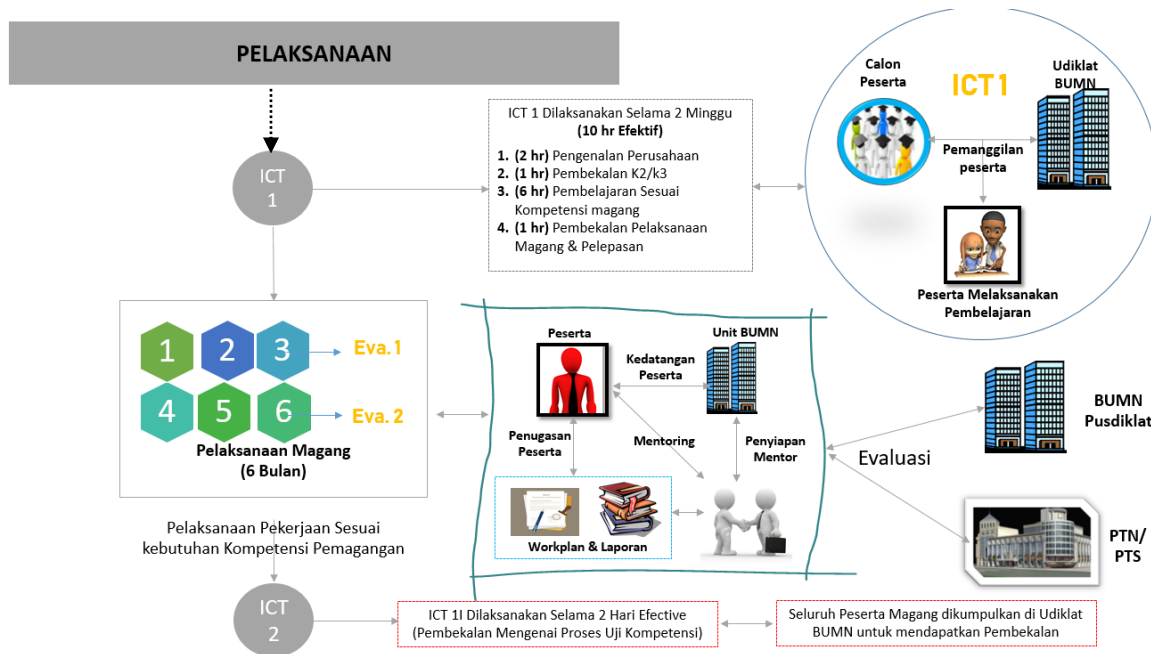 PELAKSANAAN
ICT
1
ICT 1 Dilaksanakan Selama 2 Minggu
(10 hr Efektif)
1. (2 hr) Pengenalan Perusahaan
2. (1 hr) Pembekalan K2/k3
3. (6 hr) Pembelajaran Sesuai
Kompetensi magang
4. (1 hr) Pembekalan Pelaksanaan
Magang & Pelepasan
Calon
Peserta
ICT1
Udiklat
BUMN
Pemanggilan
peserta
Peserta Melaksanakan
Pembelajaran
1 2 3
Eva.1
4 5 6
Eva.2
Pelaksanaan Magang
(6 Bulan)
Peserta
Unit BUMN
Kedatangan
Peserta
Penugasan
Peserta
Mentoring
Penyiapan
Mentor
Workplan & Laporan
Evaluasi
BUMN
Pusdiklat
PTN/
PTS
Pelaksanaan Pekerjaan Sesuai
kebutuhan Kompetensi Pemagangan
ICT
2
ICT 1I Dilaksanakan Selama 2 Hari Efective
(Pembekalan Mengenai Proses Uji Kompetensi)
Seluruh Peserta Magang dikumpulkan di Udiklat
BUMN untuk mendapatkan Pembekalan